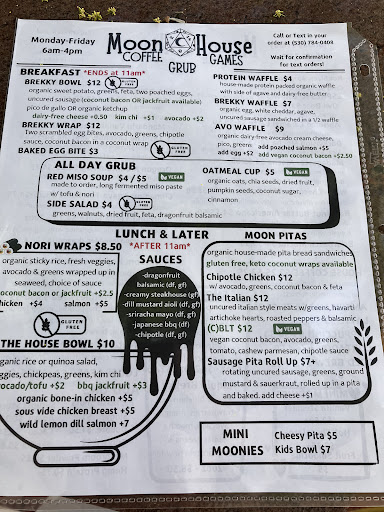 Monday-Friday
6am-4pm
Moon House
COFFEE GAMES
GRUB
Call or Text in your
order at (530) 784-0408
Wait for confirmation
for text orders!
BREAKFAST *ENDS at 11am*
BREKKY BOWL $12 GLUTEN FREE
organic sweet potato, greens, feta, two poached eggs,
uncured sausage (coconut bacon OR jackfruit available)
pico de gallo OR organic ketchup
dairy-free cheese +0.50 kim chi +$1 avocado +$2
BREKKY WRAP $12
Two scrambled egg bites, avocado, greens, chipotle
sauce, coconut bacon in a coconut wrap GLUTEN FREE
BAKED EGG BITE $3
PROTEIN WAFFLE $4
house made protein packed organic waffle
with side of agave and dairy-free butter
BREKKY WAFFLE $7
organic egg, white cheddar, agave,
uncured sausage sandwiched in a 1/2 waffle
AVO WAFFLE $9
organic dairy-free avocado cream cheese,
pico, greens add poached salmon +$5
add egg +$2 add vegan coconut bacon +$2.50
ALL DAY GRUB
RED MISO SOUP $4 / $5 VEGAN
made to order, long fermented miso paste
w/ tofu & nori
SIDE SALAD $4 GLUTEN FREE
greens, walnuts, dried fruit, feta, dragonfruit balsamic
OATMEAL CUP $5 VEGAN
organic oats, chia seeds, dried fruit,
pumpkin seeds, coconut sugar,
cinnamon
LUNCH & LATER
*AFTER 11am*
NORI WRAPS $8.50
organic sticky rice, fresh veggies,
avocado & greens wrapped up in
seaweed, choice of sauce
coconut bacon or jackfruit +$2.5
chicken +$4 salmon +$5
GLUTEN FREE
THE HOUSE BOWL $10
organic rice or quinoa salad,
veggies, chickpeas, greens, kim chi
avocado/tofu +$2 bbq jackfruit +$3
organic bone-in chicken +$5
sous vide chicken breast +$5
wild lemon dill salmon +7
SAUCES
-dragonfruit
balsamic (df, gf)
-creamy steakhouse (gf)
-dill mustard aioli (df, gf)
-sriracha mayo (df, gf)
-japanese bbq (df)
-chipotle (df, gf)
MOON PITAS
organic house-made pita bread sandwiches
gluten free, keto coconut wraps available
Chipotle Chicken $12
w/ avocado, greens, coconut bacon & feta
The Italian $12
uncured italian style meats w/greens, havarti
artichoke hearts, roasted peppers & balsamic
(C)BLT $12 VEGAN
vegan coconut bacon, avocado, greens,
tomato, cashew parmesan, chipotle sauce
Sausage Pita Roll Up $7+
rotating uncured sausage, greens, ground
mustard & sauerkraut, rolled up in a pita
and baked. add cheese +$1
MINI
MOONIES
Cheesy Pita $5
Kids Bowl $7